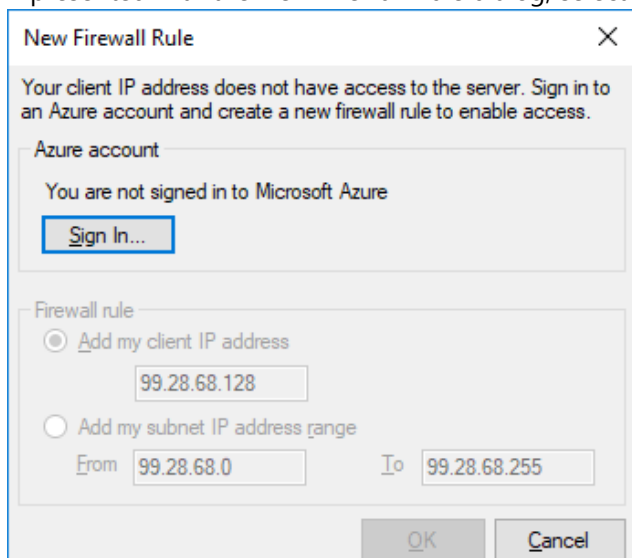 New Firewall Rule
Your client IP address does not have access to the server. Sign in to
an Azure account and create a new firewall rule to enable access.
Azure account
You are not signed in to Microsoft Azure
Sign In...
Firewall rule
Add my client IP address
99.28.68.128
Add my subnet IP address range
From 99.28.68.0 To 99.28.68.255
OK Cancel